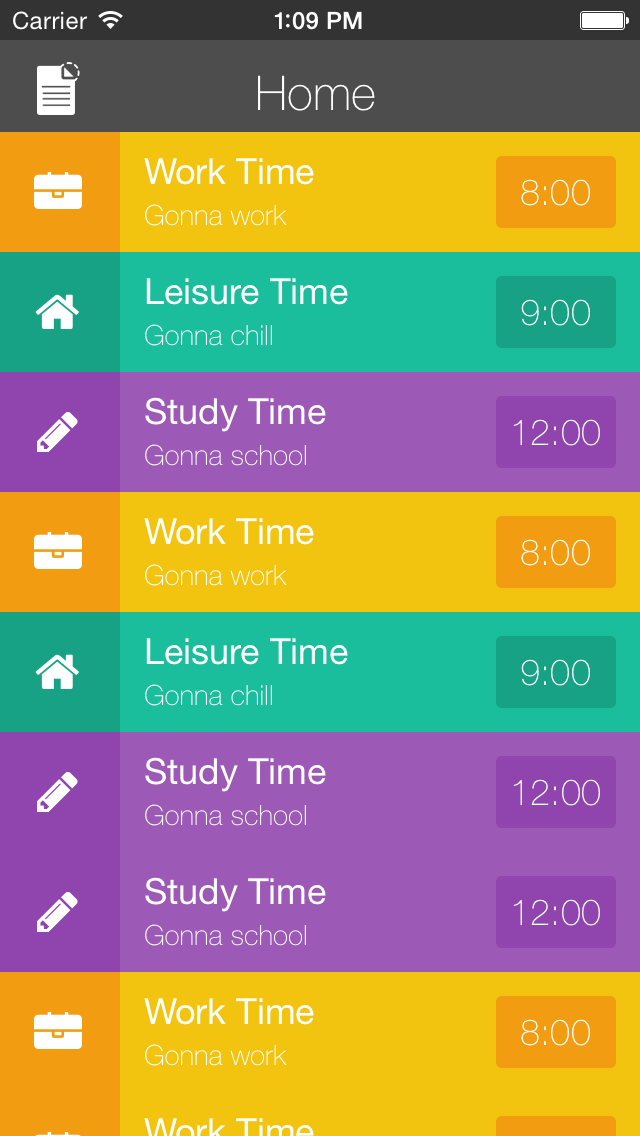 Carrier 1:09 PM
Home
Work Time
Gonna work
8:00
Leisure Time
Gonna chill
9:00
Study Time
Gonna school
12:00
Work Time
Gonna work
8:00
Leisure Time
Gonna chill
9:00
Study Time
Gonna school
12:00
Study Time
Gonna school
12:00
Work Time
Gonna work
8:00
Work Time